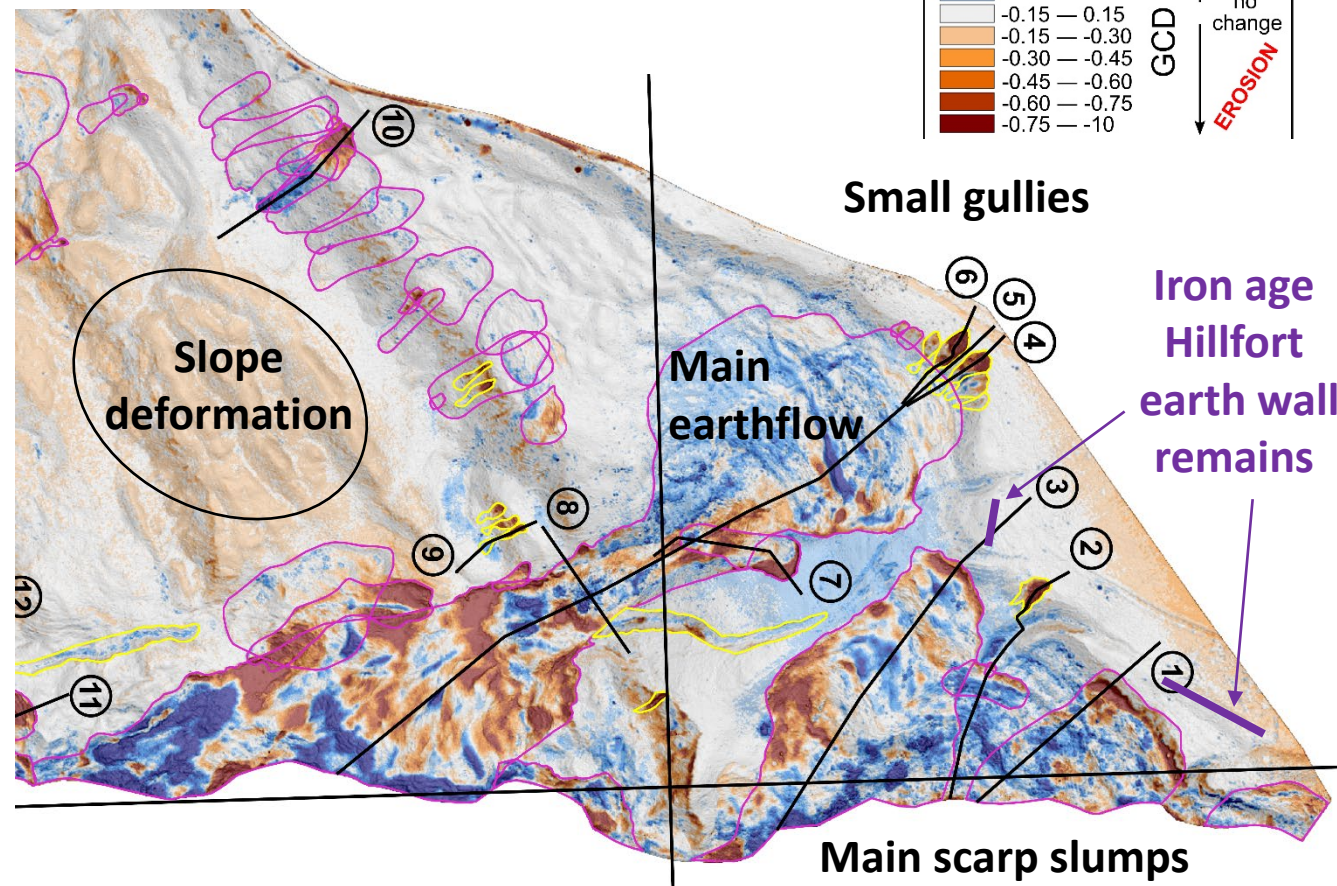 no
-0.15 — 0.15
change
-0.15 — -0.30
-0.30 — -0.45
-0.45 — -0.60
-0.60 — -0.75
-0.75 — -10
GCD
EROSION
Small gullies
10
6
5
4
Iron age
Hillfort
earth wall
remains
Slope
deformation
Main
earthflow
3
8
2
9
7
12
1
11
Main scarp slumps